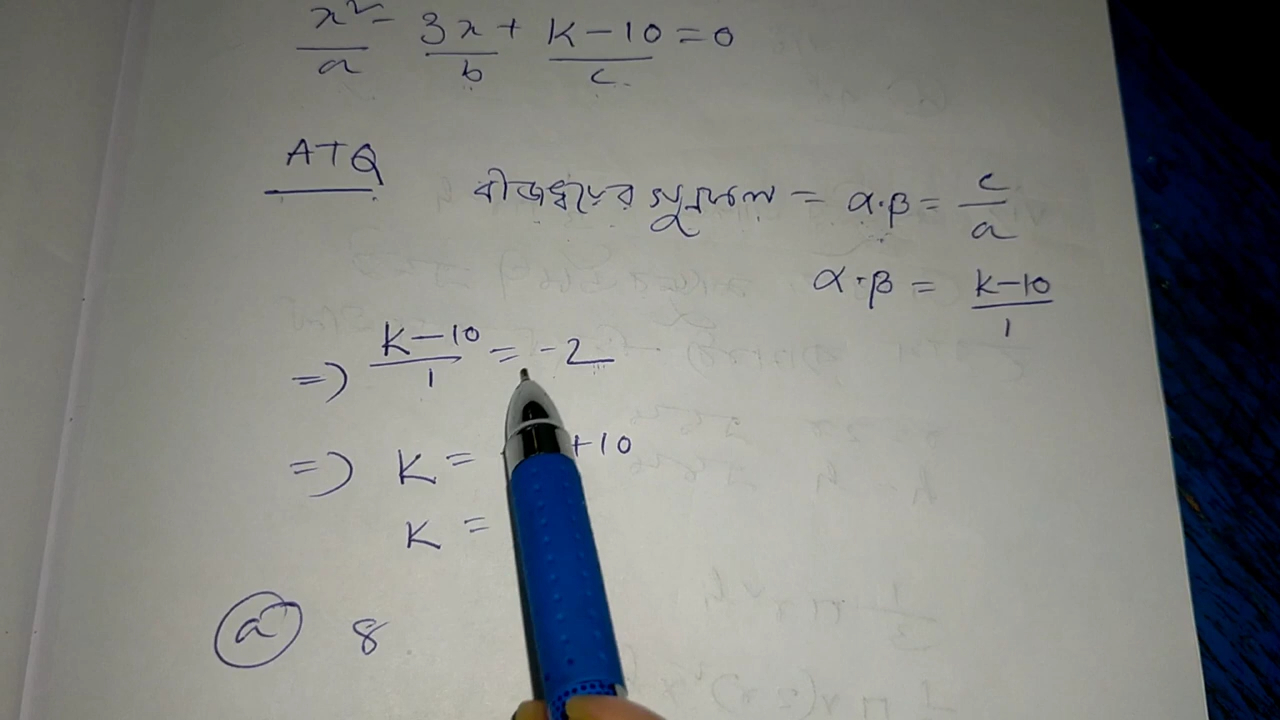 x² - 3x + K - 10 = 0
a b c
ATQ
বীজদ্বয়ের গুণফল = α·β = c/a
α·β = K-10/1
=) K-10/1 = -2
=) K = +10
K =
(a) 8